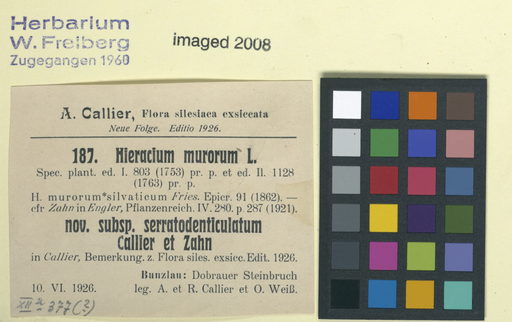 Herbarium
W. Freiberg
Zugegangen 1960
imaged 2008
A. Callier, Flora silesiaca exsiccata
Neue Folge. Editio 1926.
187. Hieracium murorum L.
Spec. plant. ed. I. 803 (1753) pr. p. et ed. II. 1128
(1763) pr. p.
H. murorum*silvaticum Fries. Epicr. 91 (1862). —
cfr Zahn in Engler, Pflanzenreich. IV. 280. p 287 (1921).
nov. subsp. serratodenticulatum
Callier et Zahn
in Callier, Bemerkung. z. Flora siles. exsicc. Edit. 1926.
Bunzlau: Dobrauer Steinbruch
10. VI. 1926. leg. A. et R. Callier et O. Weiß.
377 (?)